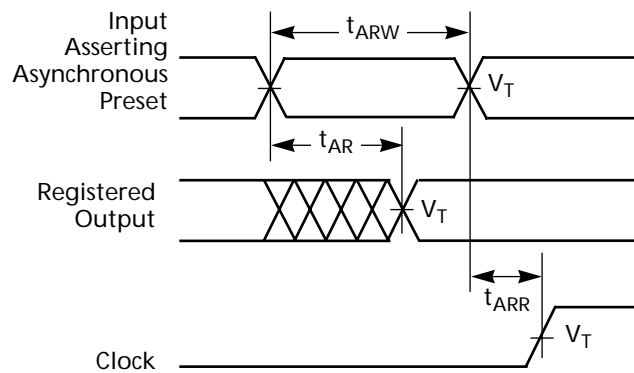 Input
Asserting
Asynchronous
Preset
tARW
VT
tAR
Registered
Output
VT
tARR
VT
Clock